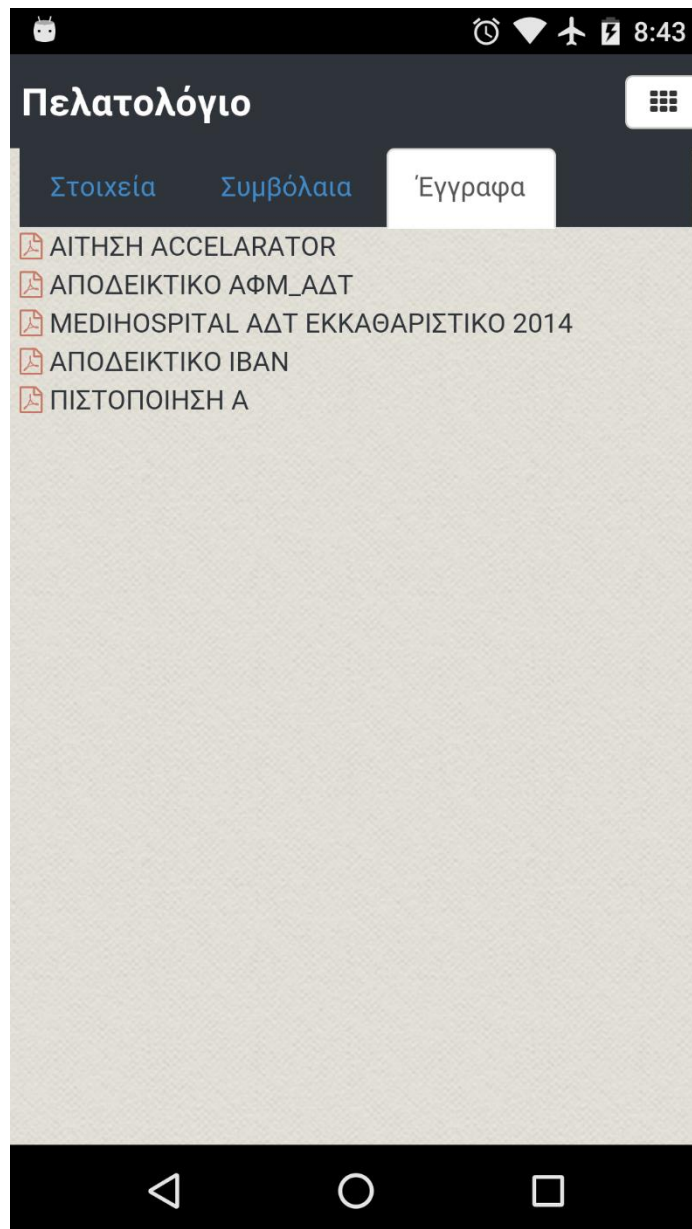 8:43
Πελατολόγιο
Στοιχεία Συμβόλαια Έγγραφα
ΑΙΤΗΣΗ ACCELARATOR
ΑΠΟΔΕΙΚΤΙΚΟ ΑΦΜ_ΑΔΤ
MEDIHOSPITAL ΑΔΤ ΕΚΚΑΘΑΡΙΣΤΙΚΟ 2014
ΑΠΟΔΕΙΚΤΙΚΟ IBAN
ΠΙΣΤΟΠΟΙΗΣΗ Α